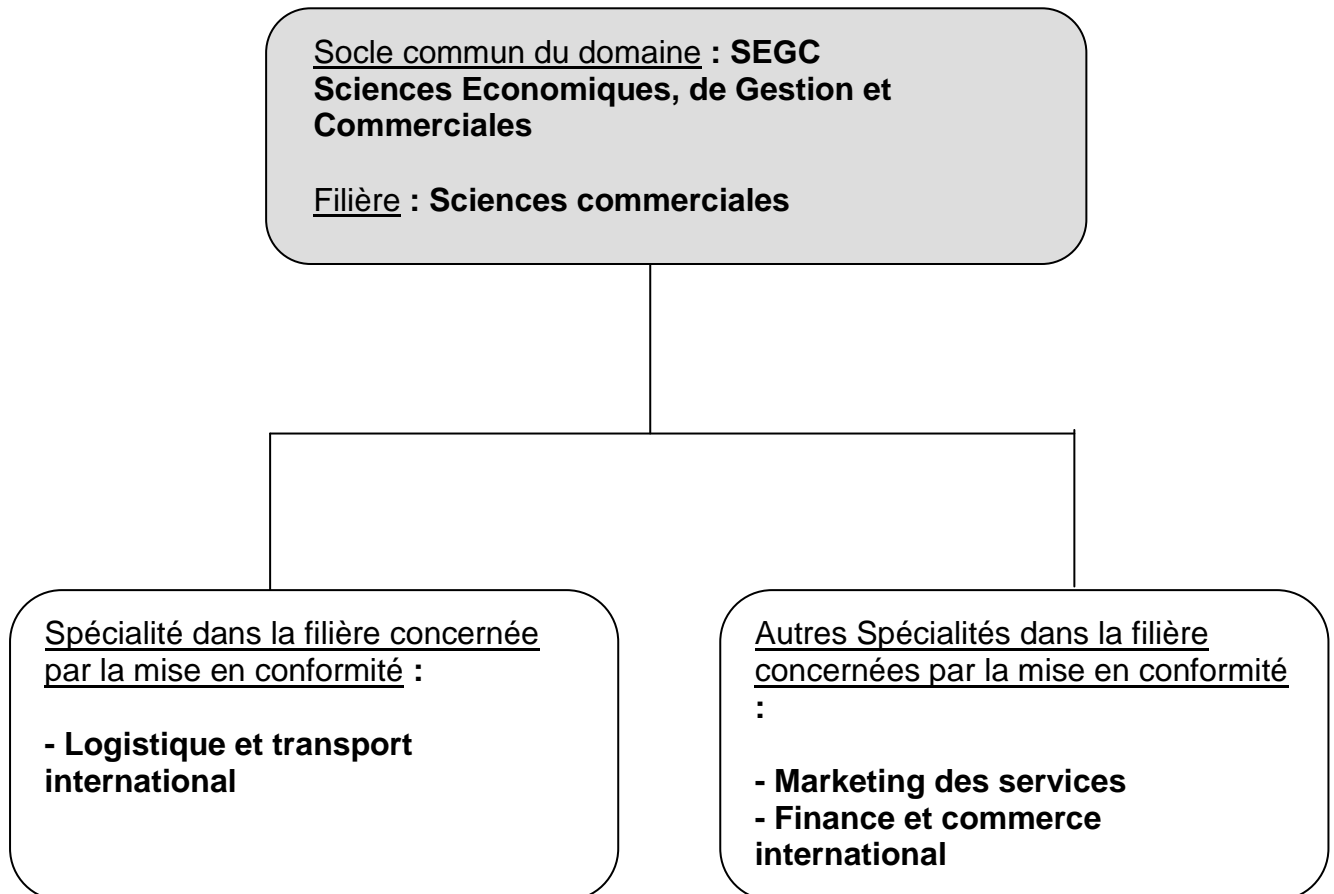 Socle commun du domaine : SEGC
Sciences Economiques, de Gestion et
Commerciales
Filière : Sciences commerciales
Spécialité dans la filière concernée
par la mise en conformité :
- Logistique et transport
international
Autres Spécialités dans la filière
concernées par la mise en conformité
:
- Marketing des services
- Finance et commerce
international